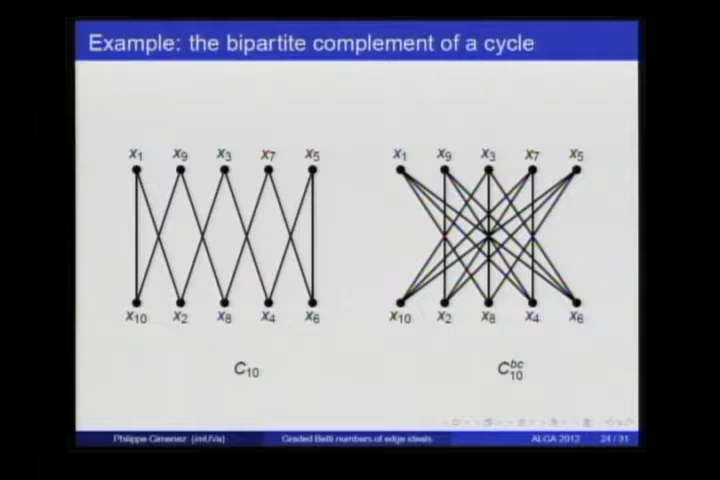 Example: the bipartite complement of a cycle
x1 x9 x3 x7 x5
x10 x2 x8 x4 x6
C10
x1 x9 x3 x7 x5
x10 x2 x8 x4 x6
C10^bc
Philippe Gimenez (imUVa) Graded Betti numbers of edge ideals ALGA 2012 24 / 31